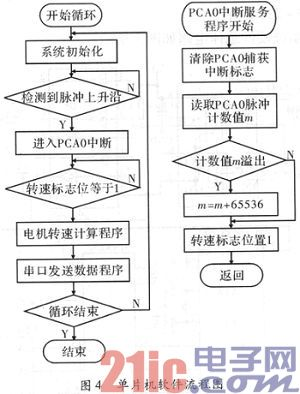 开始循环
系统初始化
N
检测到脉冲上升沿
Y
进入PCA0中断
N
转速标志位等于1
Y
电机转速计算程序
串口发送数据程序
N
循环结束
Y
结束
PCA0中断服务
程序开始
清除PCA0捕获
中断标志
读取PCA0脉冲
计数值m
计数值m溢出
Y
N
m=m+65536
转速标志位置1
返回
图4 单片机软件流程图
21ic.com
电子网